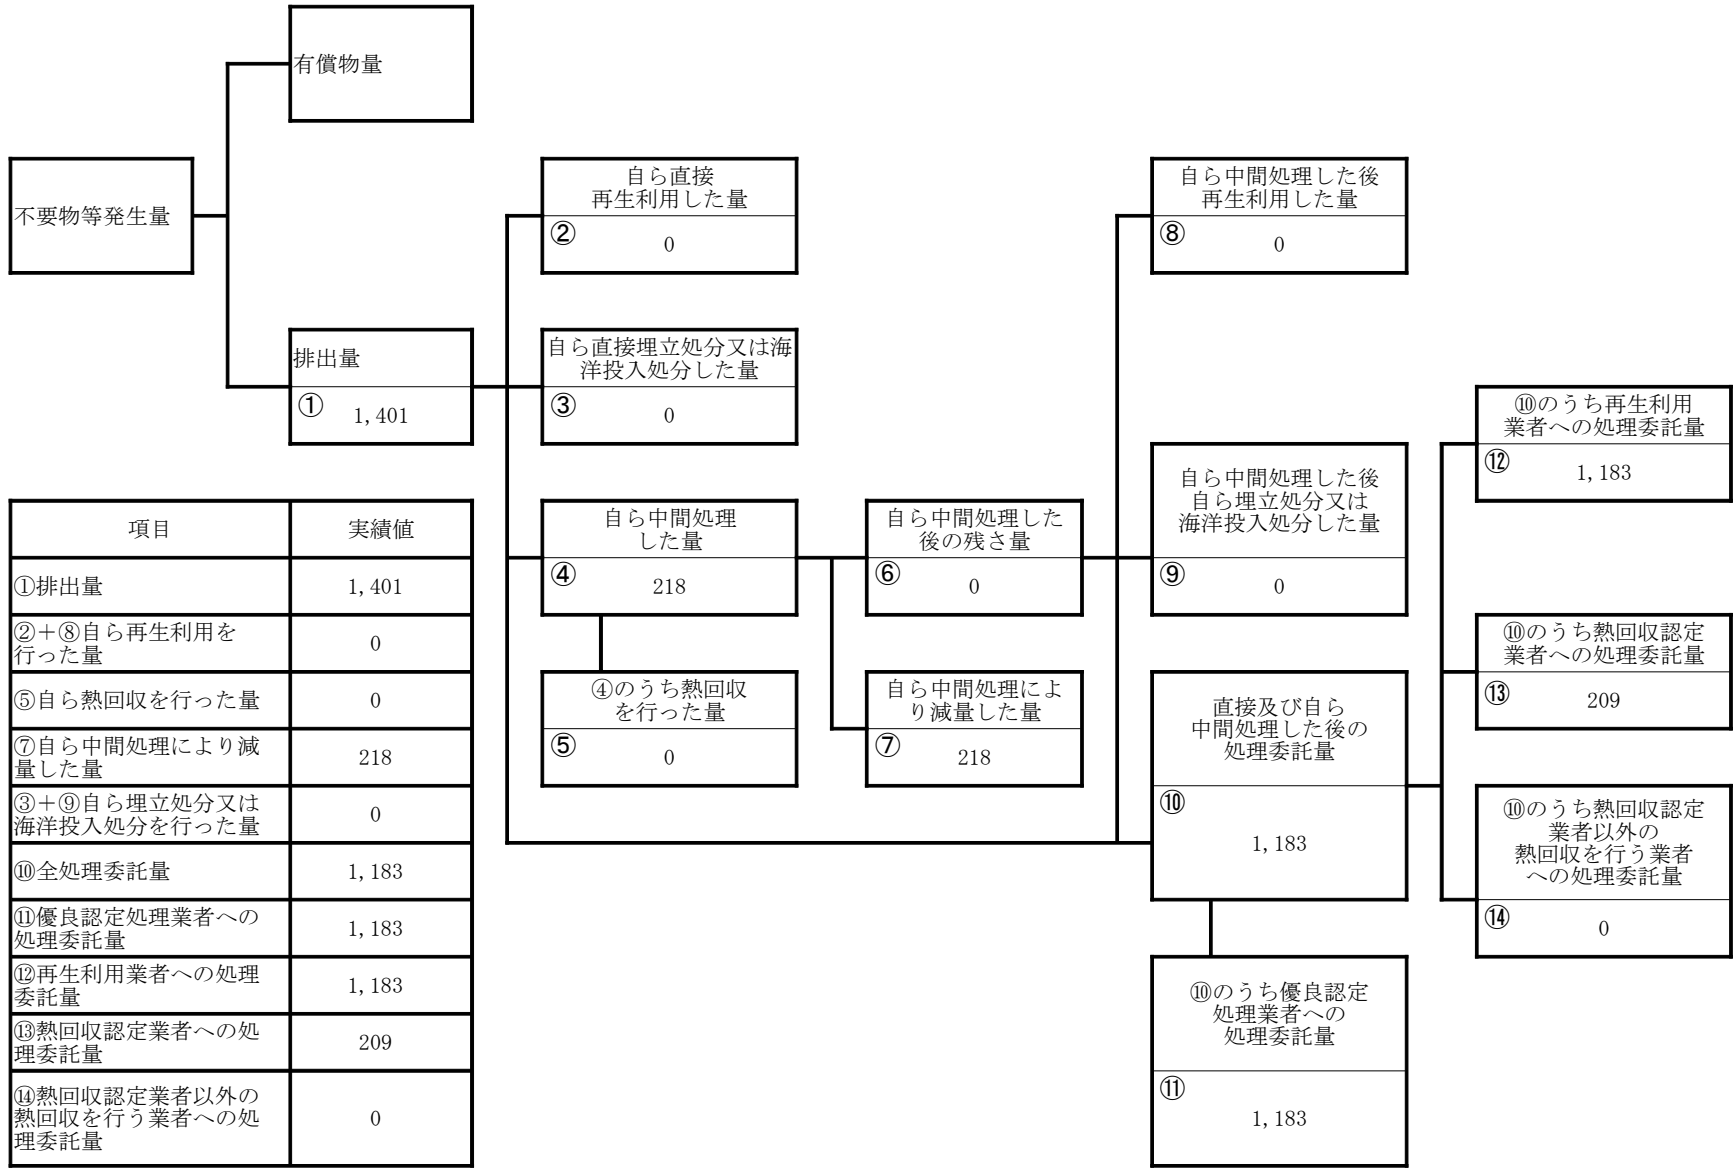 有償物量
不要物等発生量
排出量
①
1,401
自ら直接
再生利用した量
②
0
自ら直接埋立処分又は海
洋投入処分した量
③
0
自ら中間処理
した量
④
218
④のうち熱回収
を行った量
⑤
0
自ら中間処理した
後の残さ量
⑥
0
自ら中間処理によ
り減量した量
⑦
218
自ら中間処理した後
再生利用した量
⑧
0
自ら中間処理した後
自ら埋立処分又は
海洋投入処分した量
⑨
0
直接及び自ら
中間処理した後の
処理委託量
⑩
1,183
⑩のうち優良認定
処理業者への
処理委託量
⑪
1,183
⑩のうち再生利用
業者への処理委託量
⑫
1,183
⑩のうち熱回収認定
業者への処理委託量
⑬
209
⑩のうち熱回収認定
業者以外の
熱回収を行う業者
への処理委託量
⑭
0
項目 実績値
①排出量 1,401
②＋⑧自ら再生利用を
行った量 0
⑤自ら熱回収を行った量 0
⑦自ら中間処理により減
量した量 218
③＋⑨自ら埋立処分又は
海洋投入処分を行った量 0
⑩全処理委託量 1,183
⑪優良認定処理業者への
処理委託量 1,183
⑫再生利用業者への処理
委託量 1,183
⑬熱回収認定業者への処
理委託量 209
⑭熱回収認定業者以外の
熱回収を行う業者への処
理委託量 0